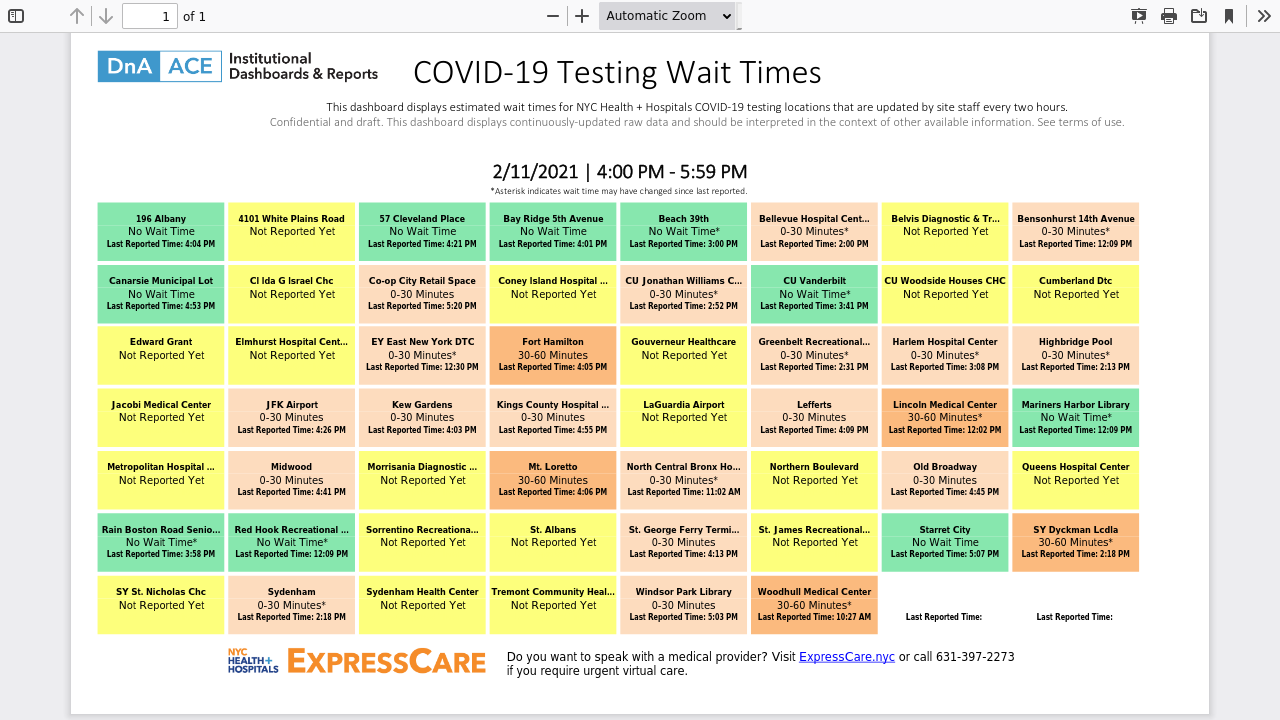 1 of 1
Automatic Zoom
DnA ACE Institutional
Dashboards & Reports
COVID-19 Testing Wait Times
This dashboard displays estimated wait times for NYC Health + Hospitals COVID-19 testing locations that are updated by site staff every two hours.
Confidential and draft. This dashboard displays continuously-updated raw data and should be interpreted in the context of other available information. See terms of use.
2/11/2021 | 4:00 PM - 5:59 PM
*Asterisk indicates wait time may have changed since last reported.
196 Albany
No Wait Time
Last Reported Time: 4:04 PM
4101 White Plains Road
Not Reported Yet
57 Cleveland Place
No Wait Time
Last Reported Time: 4:21 PM
Bay Ridge 5th Avenue
No Wait Time
Last Reported Time: 4:01 PM
Beach 39th
No Wait Time*
Last Reported Time: 3:00 PM
Bellevue Hospital Cent...
0-30 Minutes*
Last Reported Time: 2:00 PM
Belvis Diagnostic & Tr...
Not Reported Yet
Bensonhurst 14th Avenue
0-30 Minutes*
Last Reported Time: 12:09 PM
Canarsie Municipal Lot
No Wait Time
Last Reported Time: 4:53 PM
Cl Ida G Israel Chc
Not Reported Yet
Co-op City Retail Space
0-30 Minutes
Last Reported Time: 5:20 PM
Coney Island Hospital ...
Not Reported Yet
CU Jonathan Williams C...
0-30 Minutes*
Last Reported Time: 2:52 PM
CU Vanderbilt
No Wait Time*
Last Reported Time: 3:41 PM
CU Woodside Houses CHC
Not Reported Yet
Cumberland Dtc
Not Reported Yet
Edward Grant
Not Reported Yet
Elmhurst Hospital Cent...
Not Reported Yet
EY East New York DTC
0-30 Minutes*
Last Reported Time: 12:30 PM
Fort Hamilton
30-60 Minutes
Last Reported Time: 4:05 PM
Gouverneur Healthcare
Not Reported Yet
Greenbelt Recreational...
0-30 Minutes*
Last Reported Time: 2:31 PM
Harlem Hospital Center
0-30 Minutes*
Last Reported Time: 3:08 PM
Highbridge Pool
0-30 Minutes*
Last Reported Time: 2:13 PM
Jacobi Medical Center
Not Reported Yet
JFK Airport
0-30 Minutes
Last Reported Time: 4:26 PM
Kew Gardens
0-30 Minutes
Last Reported Time: 4:03 PM
Kings County Hospital ...
0-30 Minutes
Last Reported Time: 4:55 PM
LaGuardia Airport
Not Reported Yet
Lefferts
0-30 Minutes
Last Reported Time: 4:09 PM
Lincoln Medical Center
30-60 Minutes*
Last Reported Time: 12:02 PM
Mariners Harbor Library
No Wait Time*
Last Reported Time: 12:09 PM
Metropolitan Hospital ...
Not Reported Yet
Midwood
0-30 Minutes
Last Reported Time: 4:41 PM
Morrisania Diagnostic ...
Not Reported Yet
Mt. Loretto
30-60 Minutes
Last Reported Time: 4:06 PM
North Central Bronx Ho...
0-30 Minutes*
Last Reported Time: 11:02 AM
Northern Boulevard
Not Reported Yet
Old Broadway
0-30 Minutes
Last Reported Time: 4:45 PM
Queens Hospital Center
Not Reported Yet
Rain Boston Road Senio...
No Wait Time*
Last Reported Time: 3:58 PM
Red Hook Recreational ...
No Wait Time*
Last Reported Time: 12:09 PM
Sorrentino Recreationa...
Not Reported Yet
St. Albans
Not Reported Yet
St. George Ferry Termi...
0-30 Minutes
Last Reported Time: 4:13 PM
St. James Recreational...
Not Reported Yet
Starret City
No Wait Time
Last Reported Time: 5:07 PM
SY Dyckman Lcdla
30-60 Minutes*
Last Reported Time: 2:18 PM
SY St. Nicholas Chc
Not Reported Yet
Sydenham
0-30 Minutes*
Last Reported Time: 2:18 PM
Sydenham Health Center
Not Reported Yet
Tremont Community Heal...
Not Reported Yet
Windsor Park Library
0-30 Minutes
Last Reported Time: 5:03 PM
Woodhull Medical Center
30-60 Minutes*
Last Reported Time: 10:27 AM
Last Reported Time:
Last Reported Time:
NYC
HEALTH+
HOSPITALS
EXPRESSCARE
Do you want to speak with a medical provider? Visit ExpressCare.nyc or call 631-397-2273
if you require urgent virtual care.